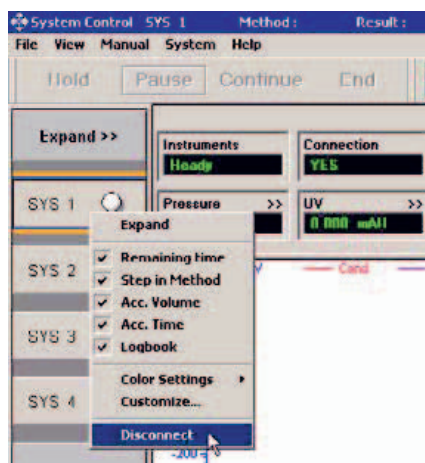 System Control SYS 1 Method : Result :
File View Manual System Help
Hold Pause Continue End
Expand >>
Instruments Connection
Ready YES
SYS 1 Pressure >> UV >>
0.000 mAU
Expand
SYS 2 Remaining time Cond
Step in Method
Acc. Volume
SYS 3 Acc. Time
Logbook
Color Settings
SYS 4 Customize...
Disconnect
-200